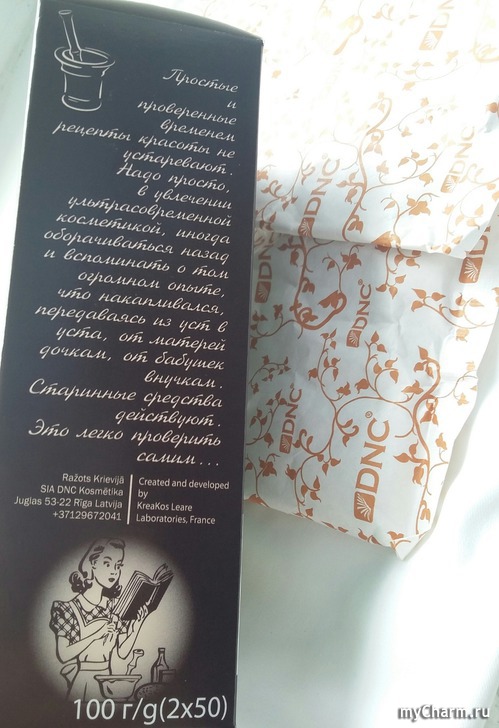 Простые
и
проверенные
временем
рецепты красоты не
устаревают.
Надо просто,
в увлечении
ультрасовременной
косметикой, иногда
оборачиваться назад
и вспоминать о том
огромном опыте,
что накапливался,
передаваясь из уст в
уста, от матерей
дочкам, от бабушек
внучкам.
Старинные средства
действуют.
Это легко проверить
самим...
Ražots Krievijā
SIA DNC Kosmētika
Juglas 53-22 Rīga Latvija
+37129672041
Created and developed
by
KreaKos Leare
Laboratories, France
100 г/g(2x50)
DNC
DNC
DNC
DNC®
DNC
DNC®
DNC®
myCharm.ru